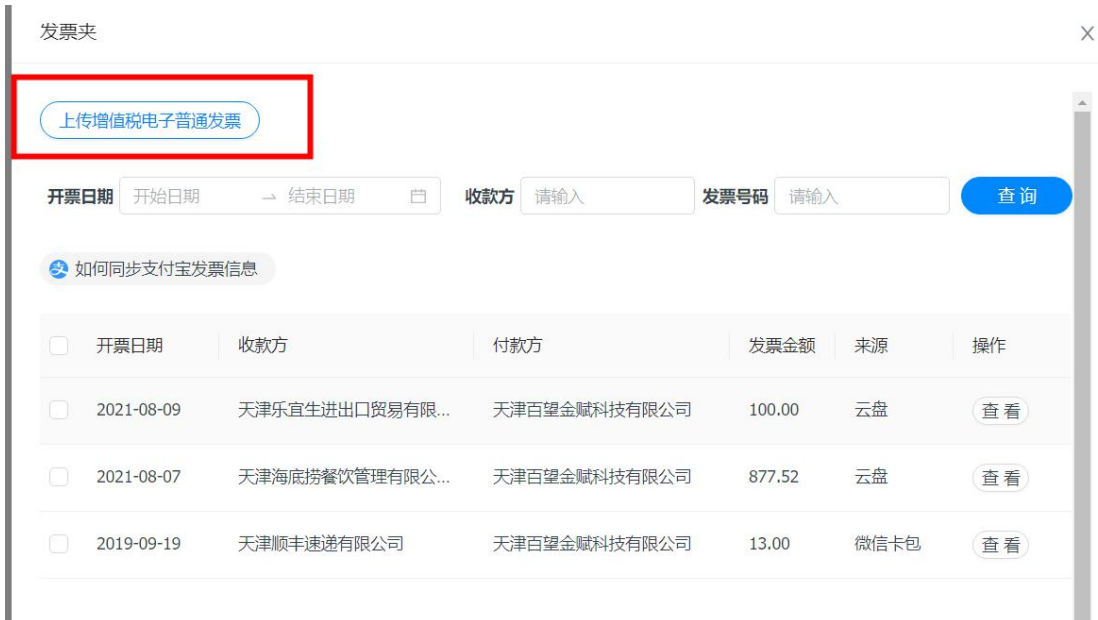 发票夹
上传增值税电子普通发票
开票日期 开始日期 → 结束日期 收款方 请输入 发票号码 请输入 查询
如何同步支付宝发票信息
开票日期 收款方 付款方 发票金额 来源 操作
2021-08-09 天津乐宜生进出口贸易有限... 天津百望金赋科技有限公司 100.00 云盘 查看
2021-08-07 天津海底捞餐饮管理有限公... 天津百望金赋科技有限公司 877.52 云盘 查看
2019-09-19 天津顺丰速递有限公司 天津百望金赋科技有限公司 13.00 微信卡包 查看